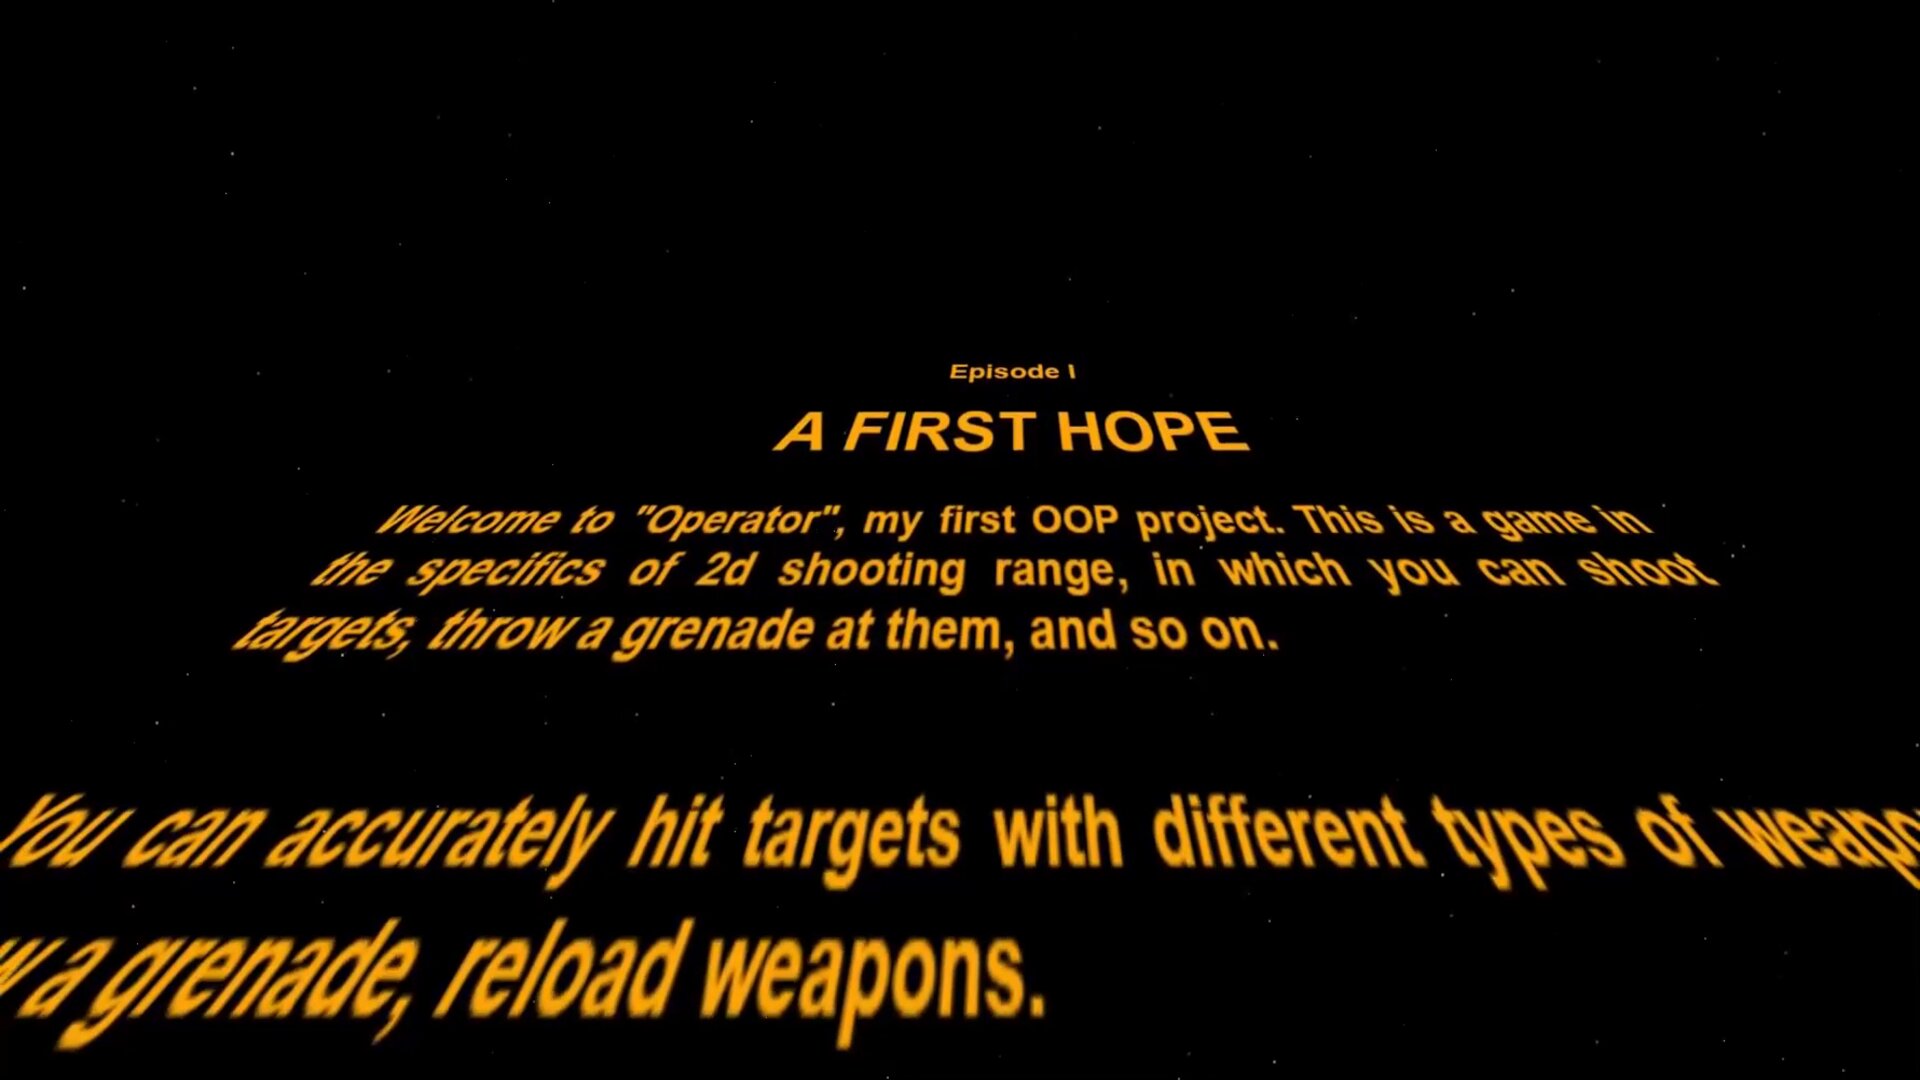 Episode I
A FIRST HOPE
Welcome to "Operator", my first OOP project. This is a game in
the specifics of 2d shooting range, in which you can shoot
targets, throw a grenade at them, and so on.
You can accurately hit targets with different types of
a grenade, reload weapons.